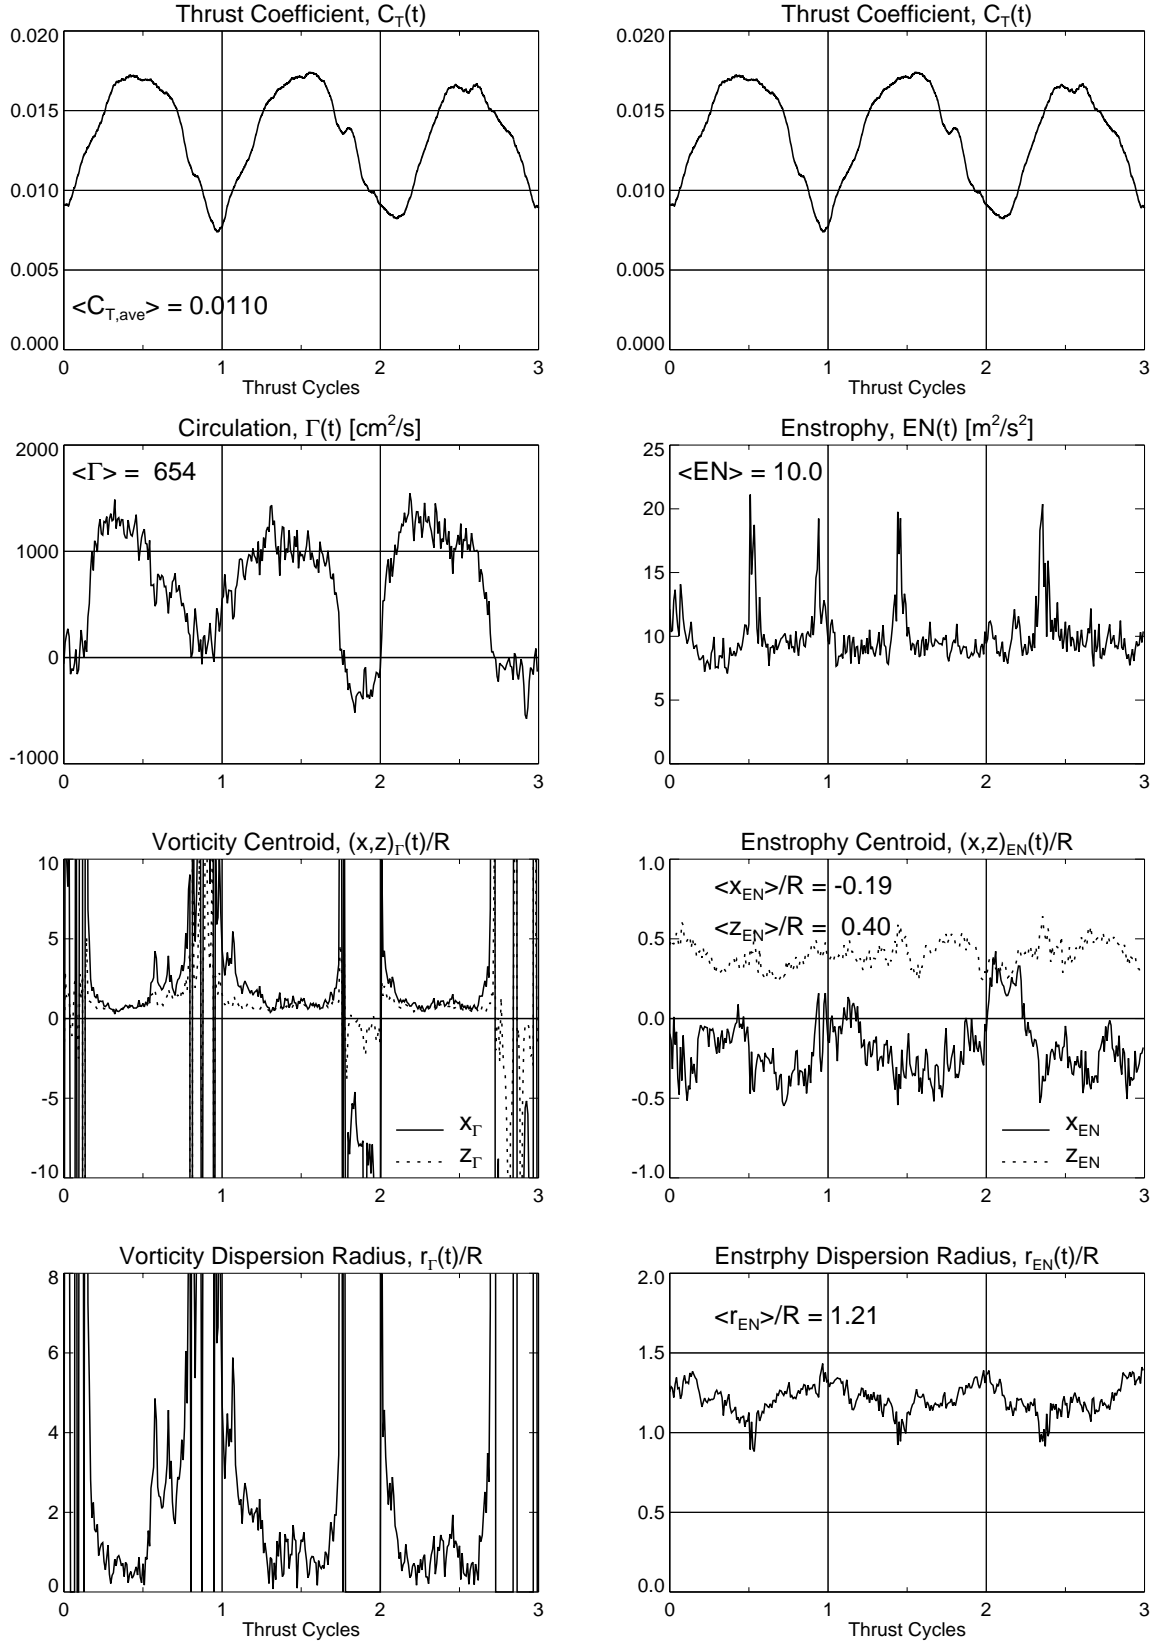 Thrust Coefficient, C_T(t)
0.020
0.015
0.010
0.005
0.000
<C_T,ave> = 0.0110
0 1 2 3
Thrust Cycles
Thrust Coefficient, C_T(t)
0.020
0.015
0.010
0.005
0.000
0 1 2 3
Thrust Cycles
Circulation, Γ(t) [cm²/s]
2000
<Γ> = 654
1000
0
-1000
0 1 2 3
Enstrophy, EN(t) [m²/s²]
25
<EN> = 10.0
20
15
10
5
0
0 1 2 3
Vorticity Centroid, (x,z)_Γ(t)/R
10
5
0
-5
x_Γ
z_Γ
-10
0 1 2 3
Enstrophy Centroid, (x,z)_EN(t)/R
1.0
<x_EN>/R = -0.19
<z_EN>/R = 0.40
0.5
0.0
-0.5
x_EN
z_EN
-1.0
0 1 2 3
Vorticity Dispersion Radius, r_Γ(t)/R
8
6
4
2
0
0 1 2 3
Thrust Cycles
Enstrphy Dispersion Radius, r_EN(t)/R
2.0
<r_EN>/R = 1.21
1.5
1.0
0.5
0.0
0 1 2 3
Thrust Cycles